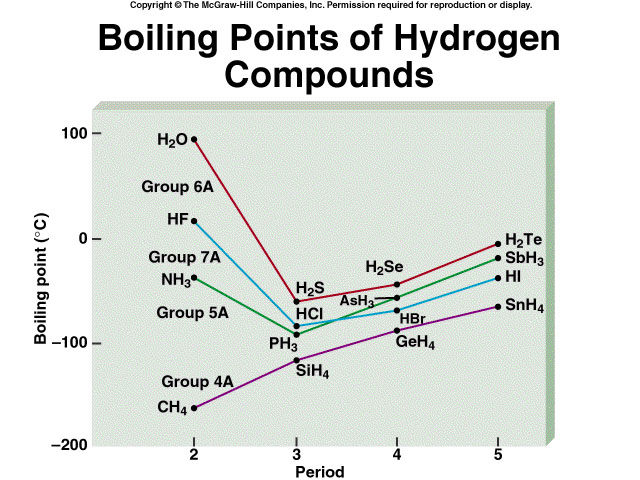 Copyright © The McGraw-Hill Companies, Inc. Permission required for reproduction or display.
Boiling Points of Hydrogen
Compounds
100
H₂O
Group 6A
HF
0
H₂Te
SbH₃
Group 7A
H₂Se
NH₃
HI
H₂S
AsH₃
Group 5A
HCl
SnH₄
HBr
−100
PH₃
GeH₄
SiH₄
Group 4A
CH₄
−200
2
3
4
5
Period
Boiling point (°C)